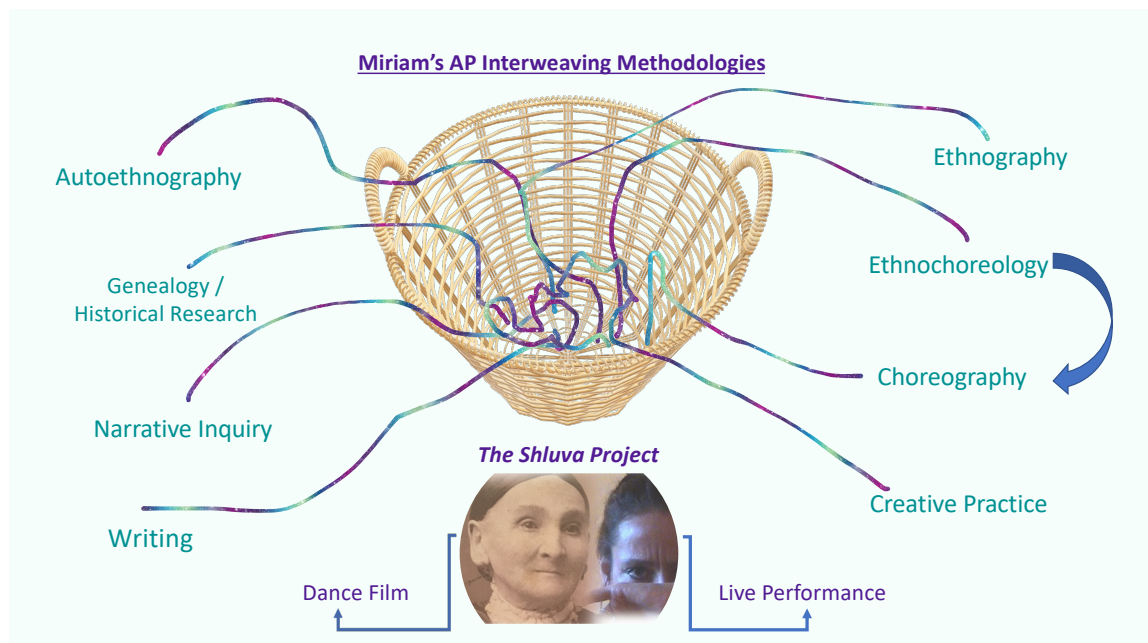 Miriam's AP Interweaving Methodologies
Autoethnography
Ethnography
Genealogy /
Historical Research
Ethnochoreology
Narrative Inquiry
Choreography
Writing
Creative Practice
The Shluva Project
Dance Film
Live Performance